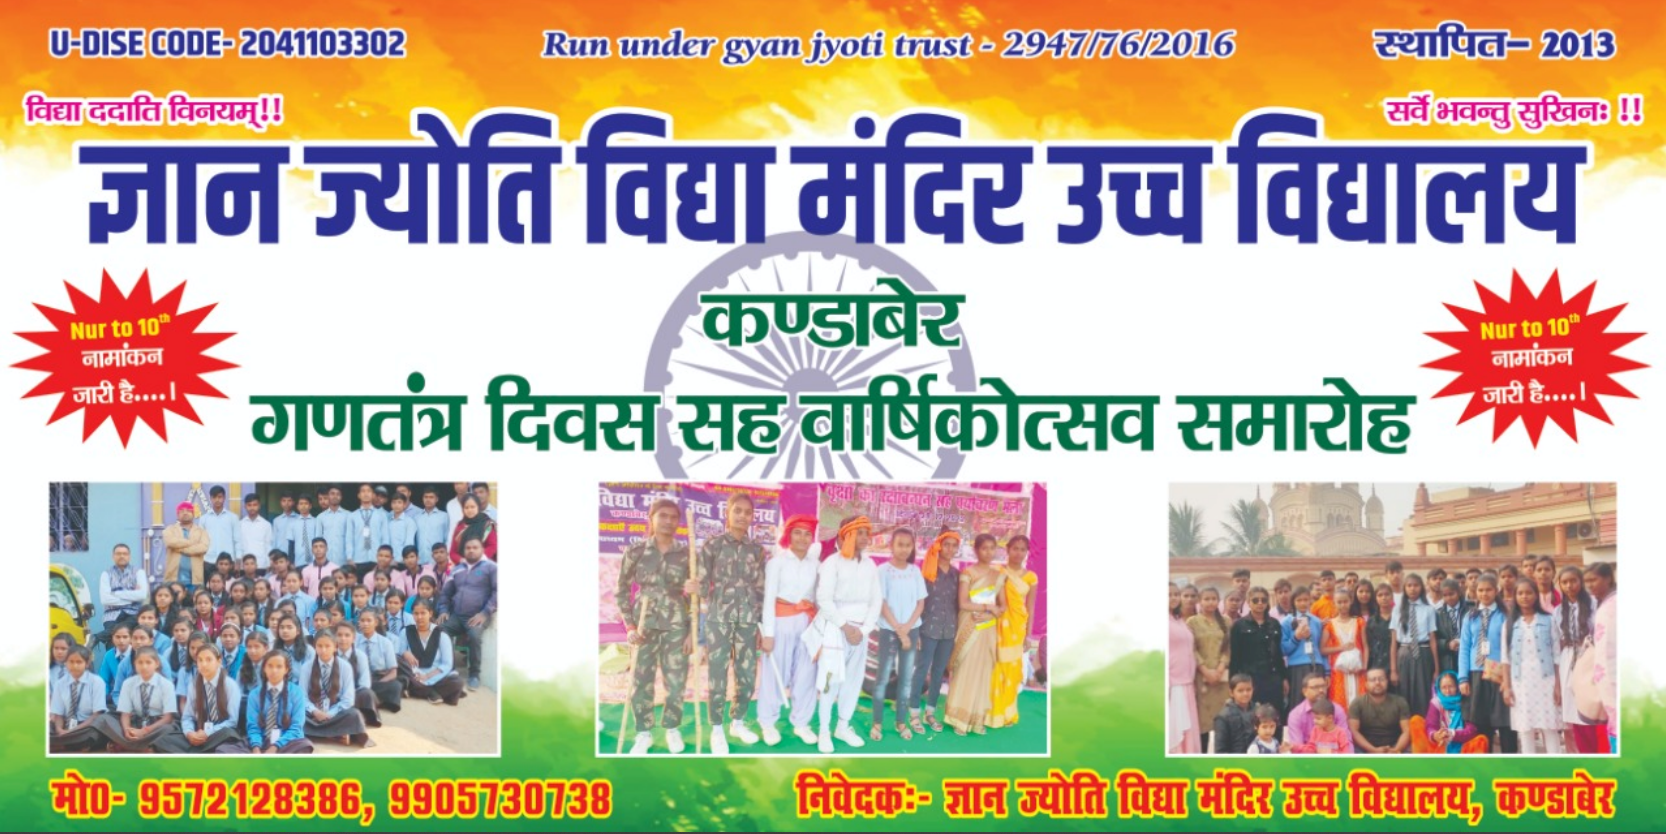 U-DISE CODE- 2041103302 Run under gyan jyoti trust - 2947/76/2016 स्थापित– 2013
विद्या ददाति विनयम्!! सर्वे भवन्तु सुखिनः !!
ज्ञान ज्योति विद्या मंदिर उच्च विद्यालय
कण्डाबेर
Nur to 10th
नामांकन
जारी है....।
Nur to 10th
नामांकन
जारी है....।
गणतंत्र दिवस सह वार्षिकोत्सव समारोह
विद्या मंदिर उच्च विद्यालय
मो0- 9572128386, 9905730738 निवेदकः- ज्ञान ज्योति विद्या मंदिर उच्च विद्यालय, कण्डाबेर